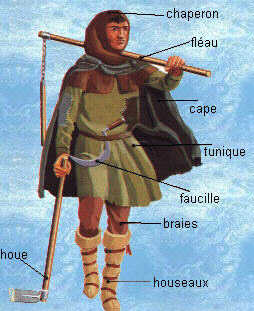 chaperon
fléau
cape
tunique
faucille
braies
houe
houseaux